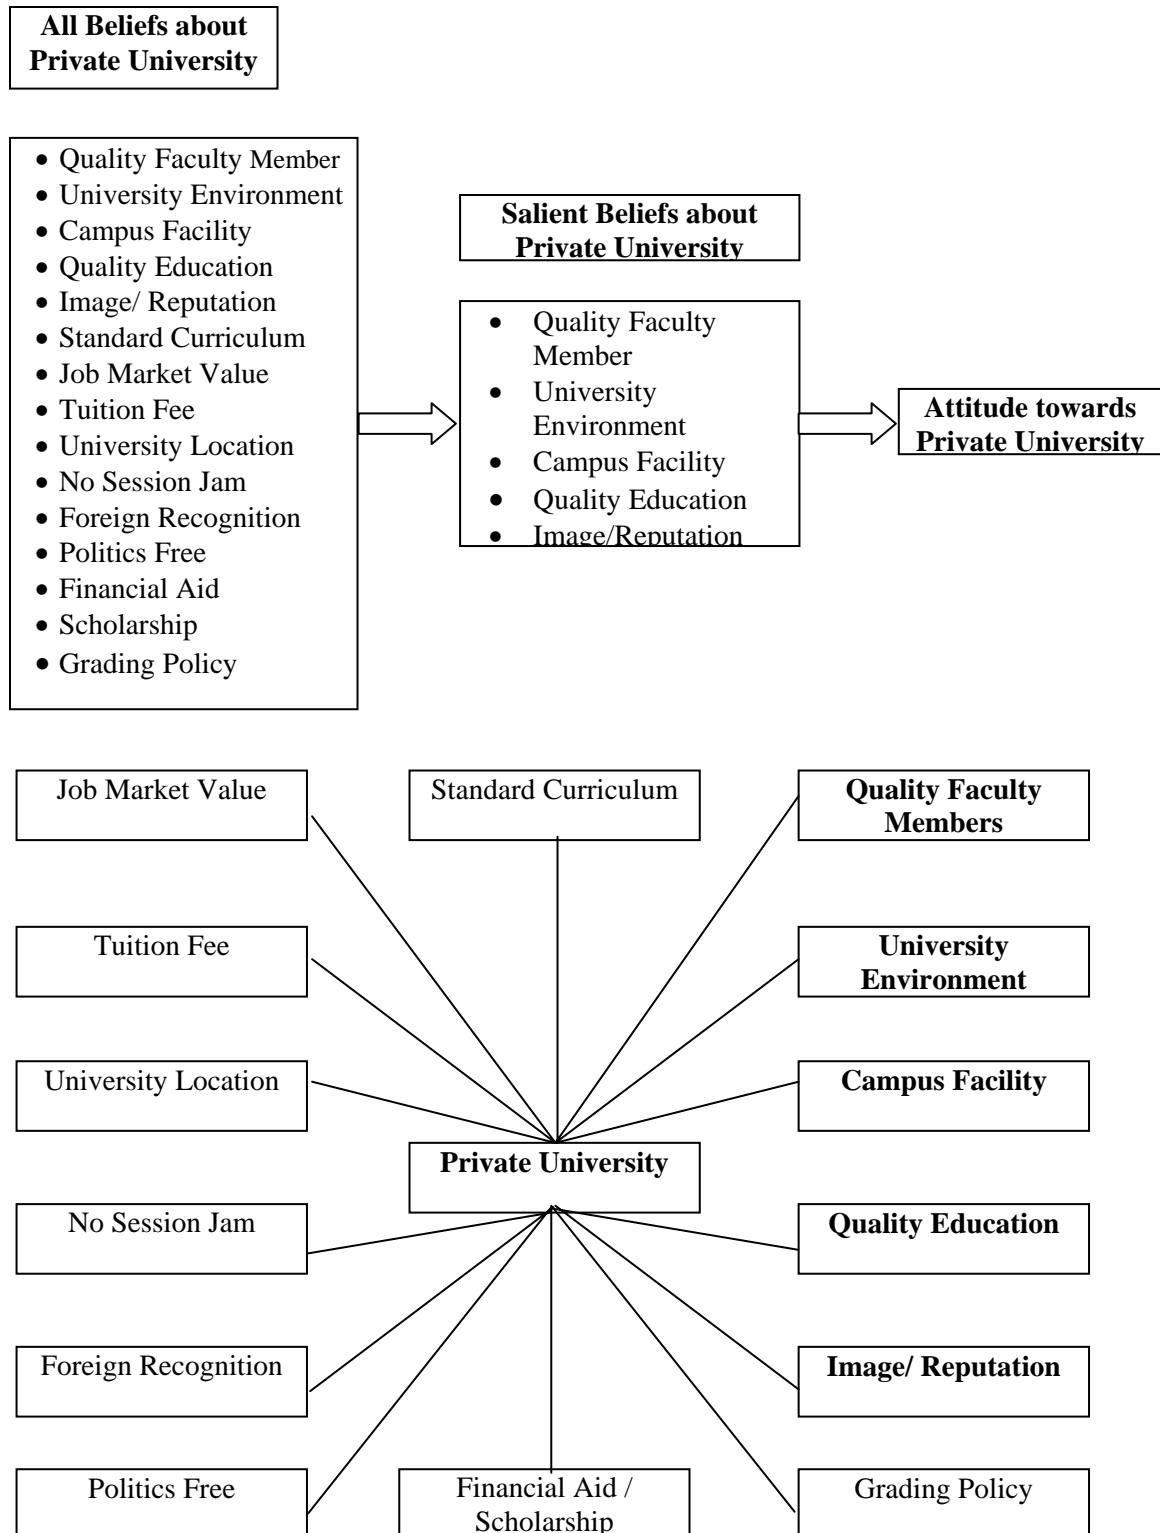 All Beliefs about
Private University
• Quality Faculty Member
• University Environment
• Campus Facility
• Quality Education
• Image/ Reputation
• Standard Curriculum
• Job Market Value
• Tuition Fee
• University Location
• No Session Jam
• Foreign Recognition
• Politics Free
• Financial Aid
• Scholarship
• Grading Policy
Salient Beliefs about
Private University
• Quality Faculty
Member
• University
Environment
• Campus Facility
• Quality Education
• Image/Reputation
Attitude towards
Private University
Job Market Value
Standard Curriculum
Quality Faculty
Members
Tuition Fee
University
Environment
University Location
Campus Facility
Private University
No Session Jam
Quality Education
Foreign Recognition
Image/ Reputation
Politics Free
Financial Aid /
Scholarship
Grading Policy